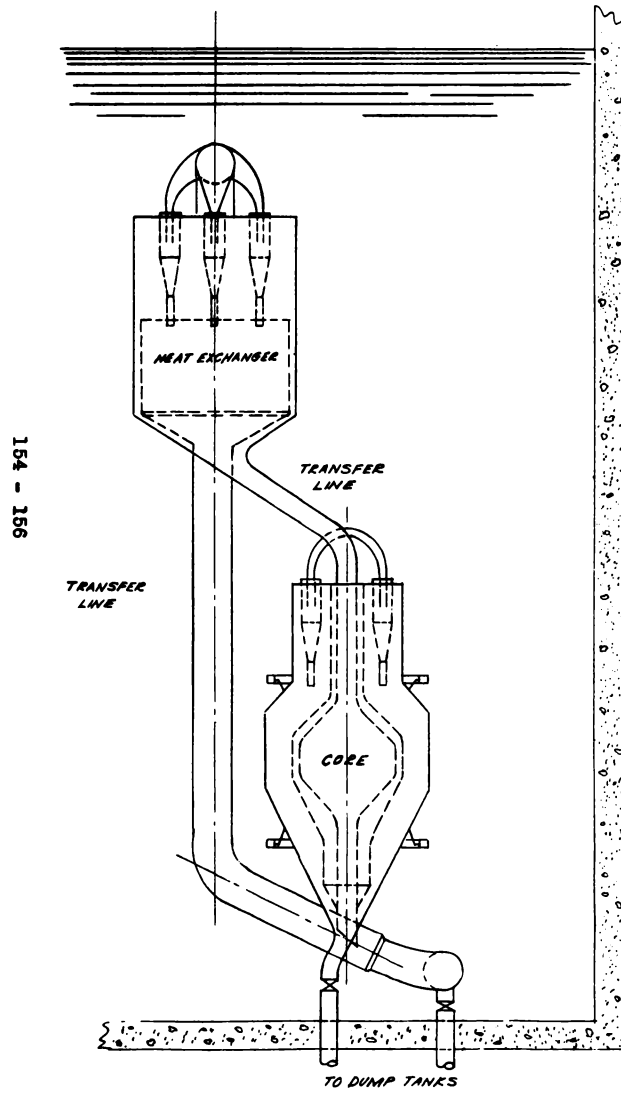 HEAT EXCHANGER
TRANSFER
LINE
154 - 156
TRANSFER
LINE
CORE
TO DUMP TANKS